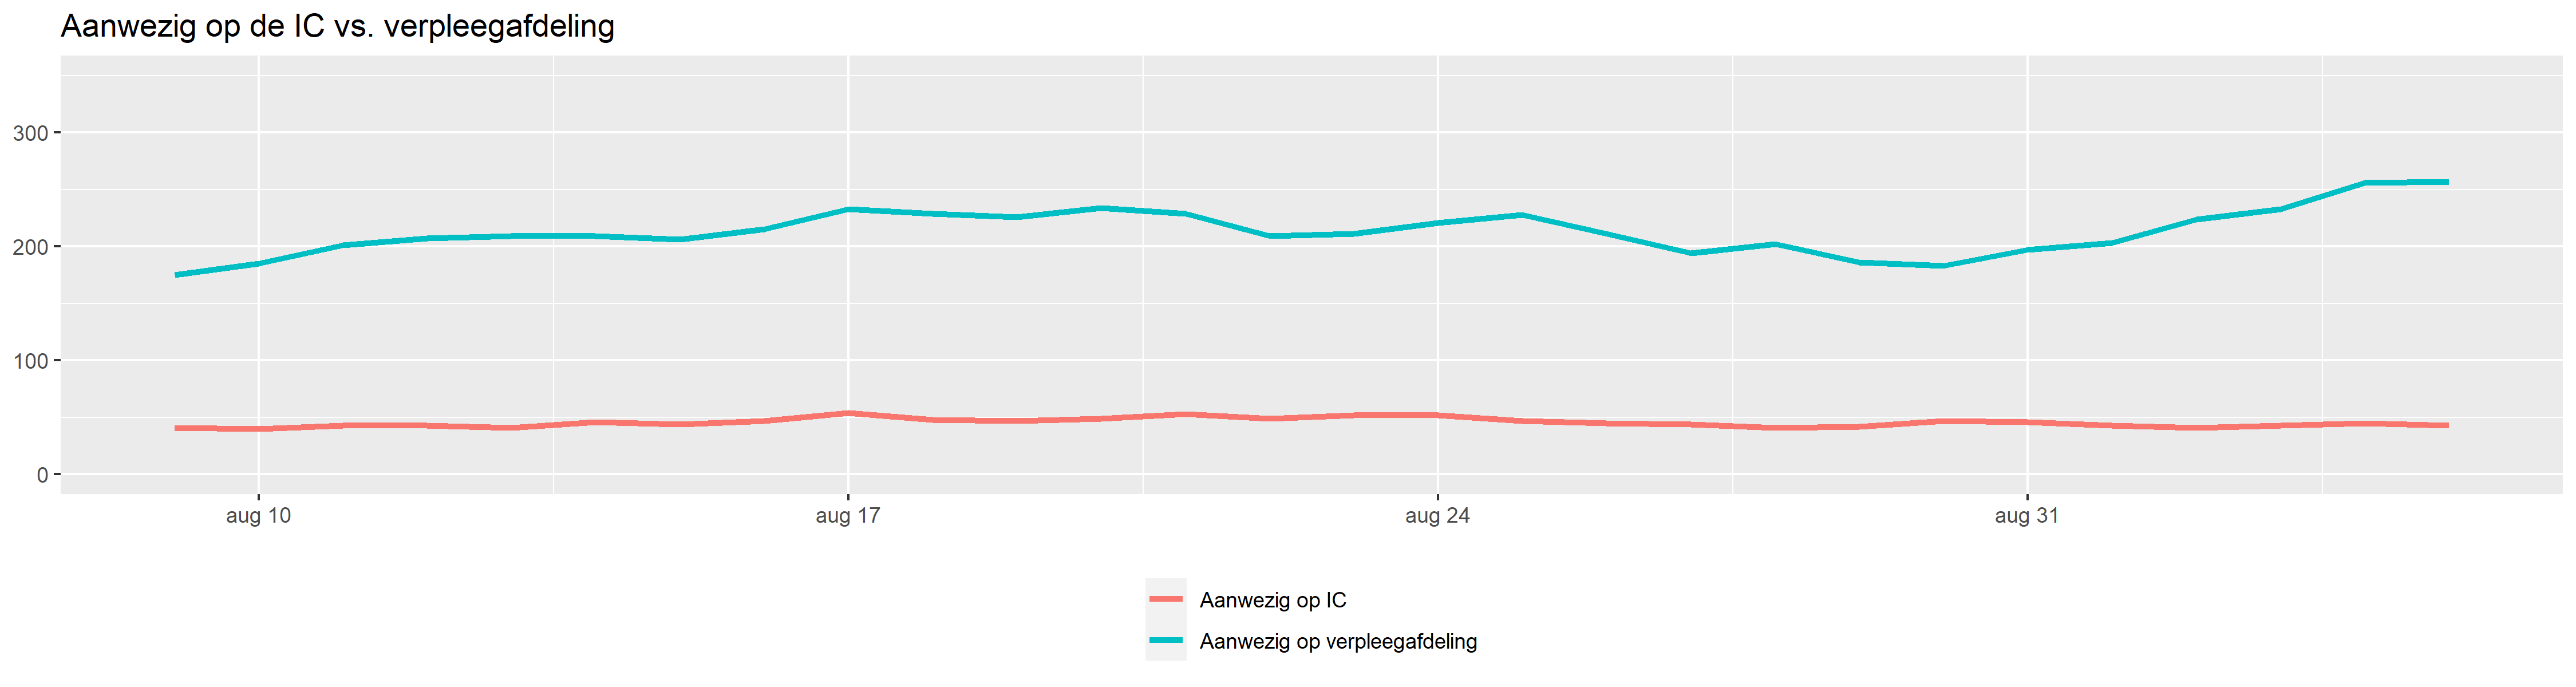 Aanwezig op de IC vs. verpleegafdeling
300
200
100
0
aug 10 aug 17 aug 24 aug 31
Aanwezig op IC
Aanwezig op verpleegafdeling